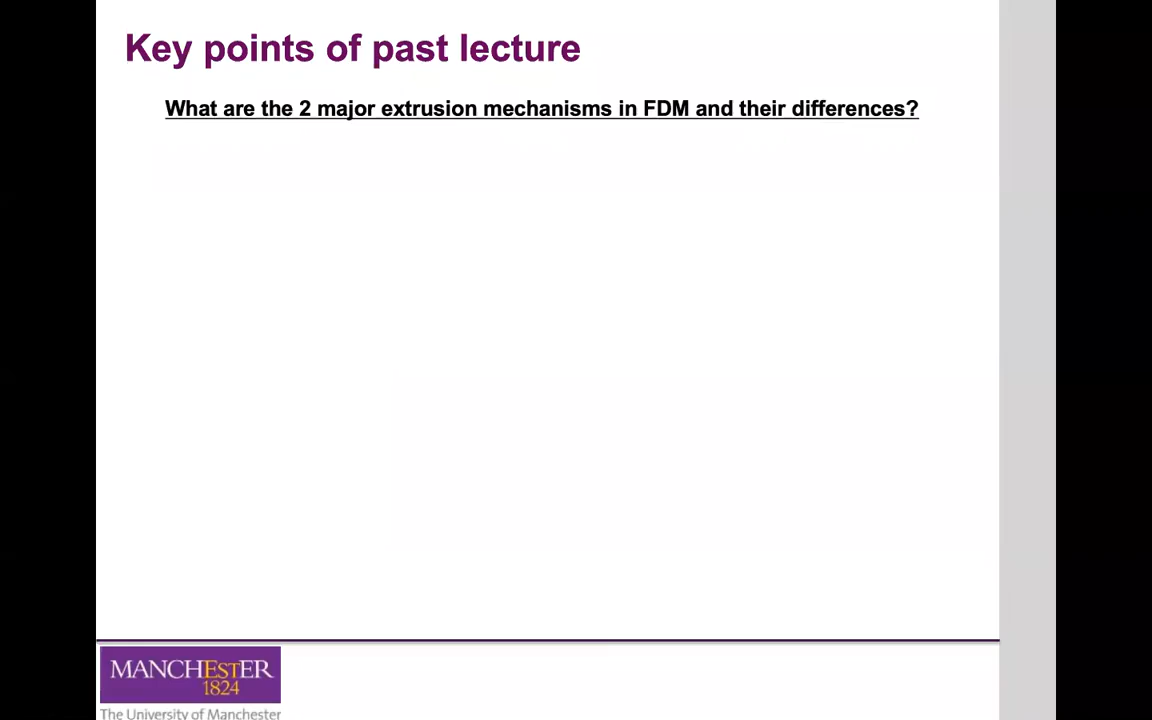 Key points of past lecture
What are the 2 major extrusion mechanisms in FDM and their differences?
MANCHESTER
1824
The University of Manchester